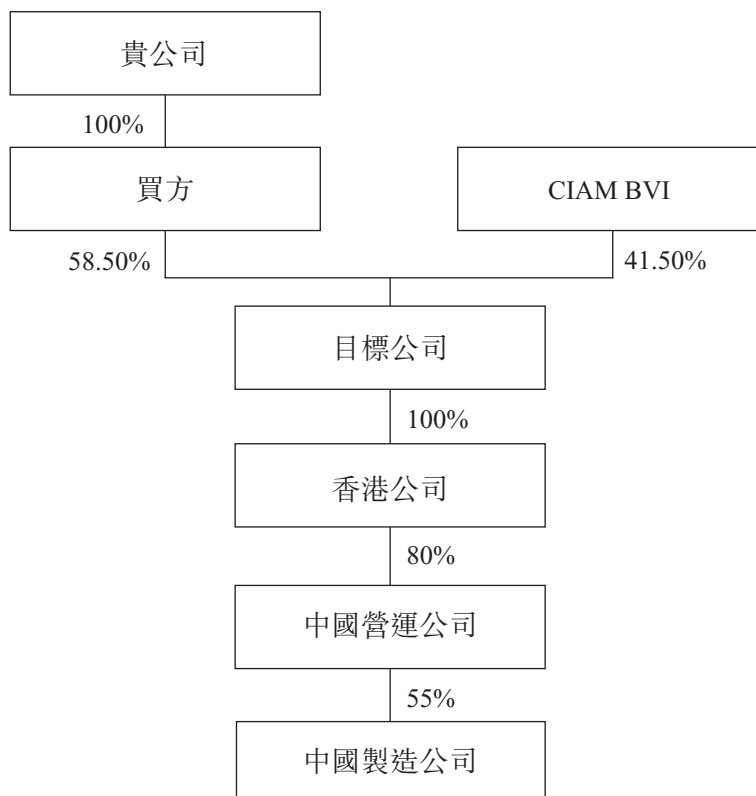 貴公司
100%
買方
CIAM BVI
58.50%
41.50%
目標公司
100%
香港公司
80%
中國營運公司
55%
中國製造公司